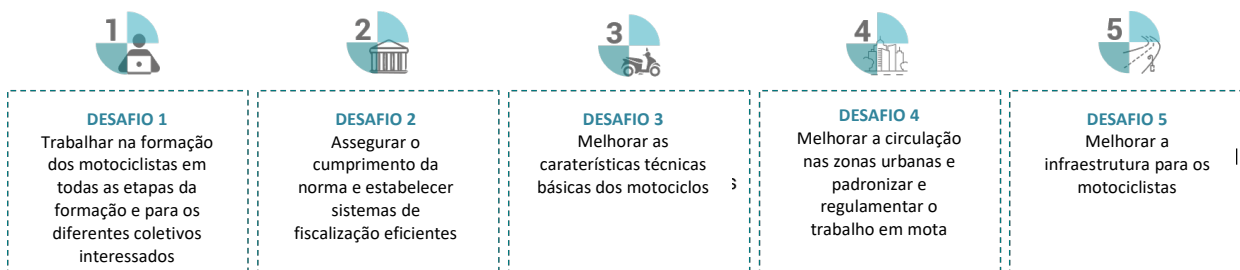 1
2
3
4
5
DESAFIO 1
Trabalhar na formação
dos motociclistas em
todas as etapas da
formação e para os
diferentes coletivos
interessados
DESAFIO 2
Assegurar o
cumprimento da
norma e estabelecer
sistemas de
fiscalização eficientes
DESAFIO 3
Melhorar as
caraterísticas técnicas
básicas dos motociclos
DESAFIO 4
Melhorar a circulação
nas zonas urbanas e
padronizar e
regulamentar o
trabalho em mota
DESAFIO 5
Melhorar a
infraestrutura para os
motociclistas